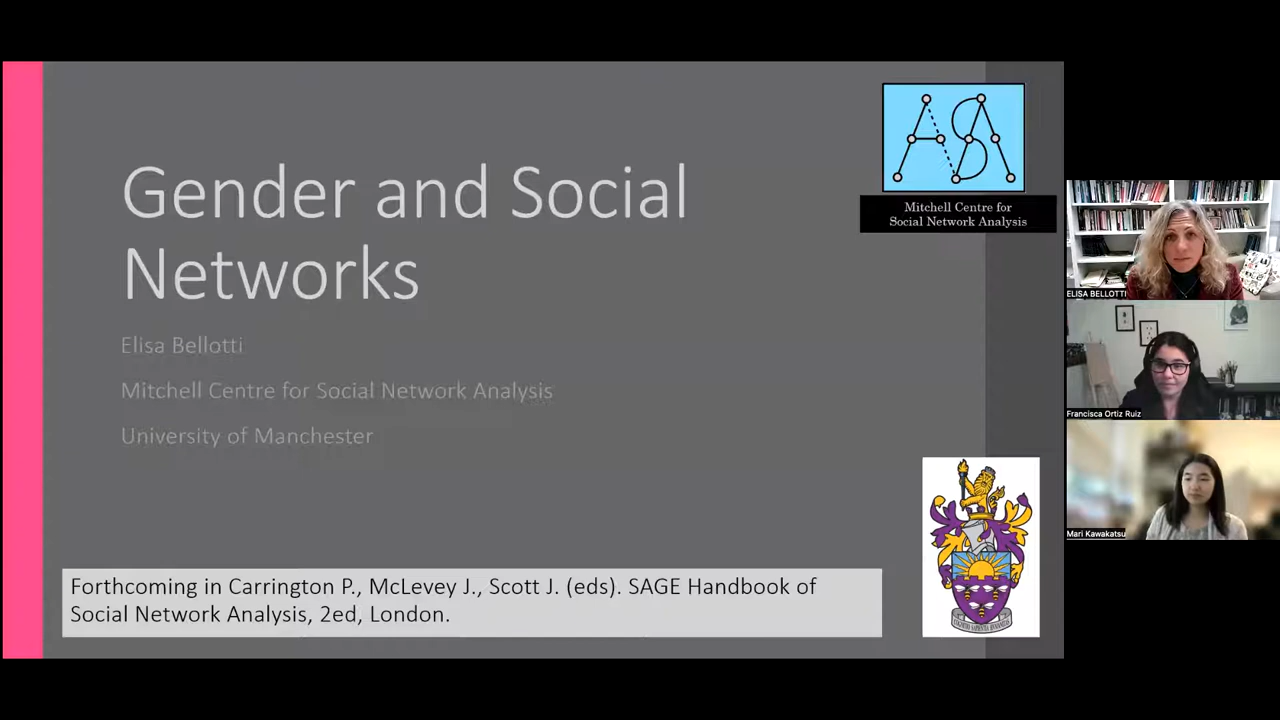 Gender and Social
Networks
Elisa Bellotti
Mitchell Centre for Social Network Analysis
University of Manchester
Forthcoming in Carrington P., McLevey J., Scott J. (eds). SAGE Handbook of
Social Network Analysis, 2ed, London.
Mitchell Centre for
Social Network Analysis
ELISA BELLOTTI
Francisca Ortiz Ruiz
Mari Kawakatsu